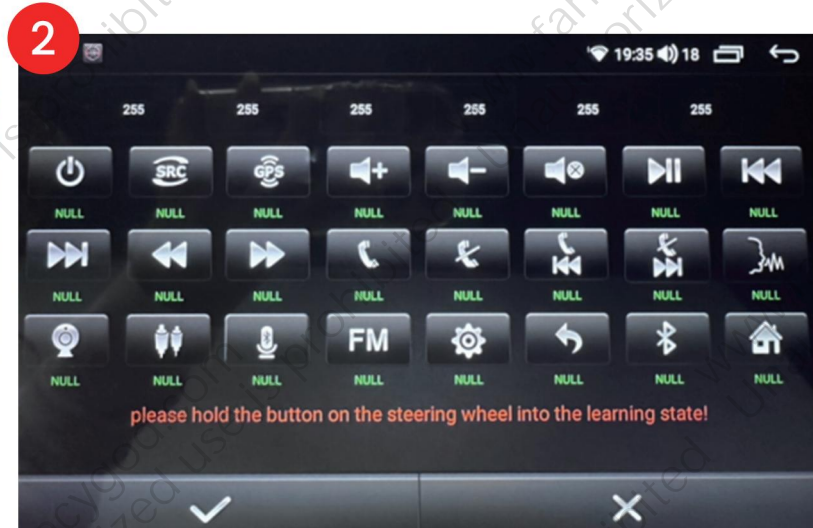 2
19:35 18
255 255 255 255 255 255
SRC GPS
NULL NULL NULL NULL NULL NULL NULL NULL
NULL NULL NULL NULL NULL NULL NULL NULL
FM
NULL NULL NULL NULL NULL NULL NULL NULL
please hold the button on the steering wheel into the learning state!